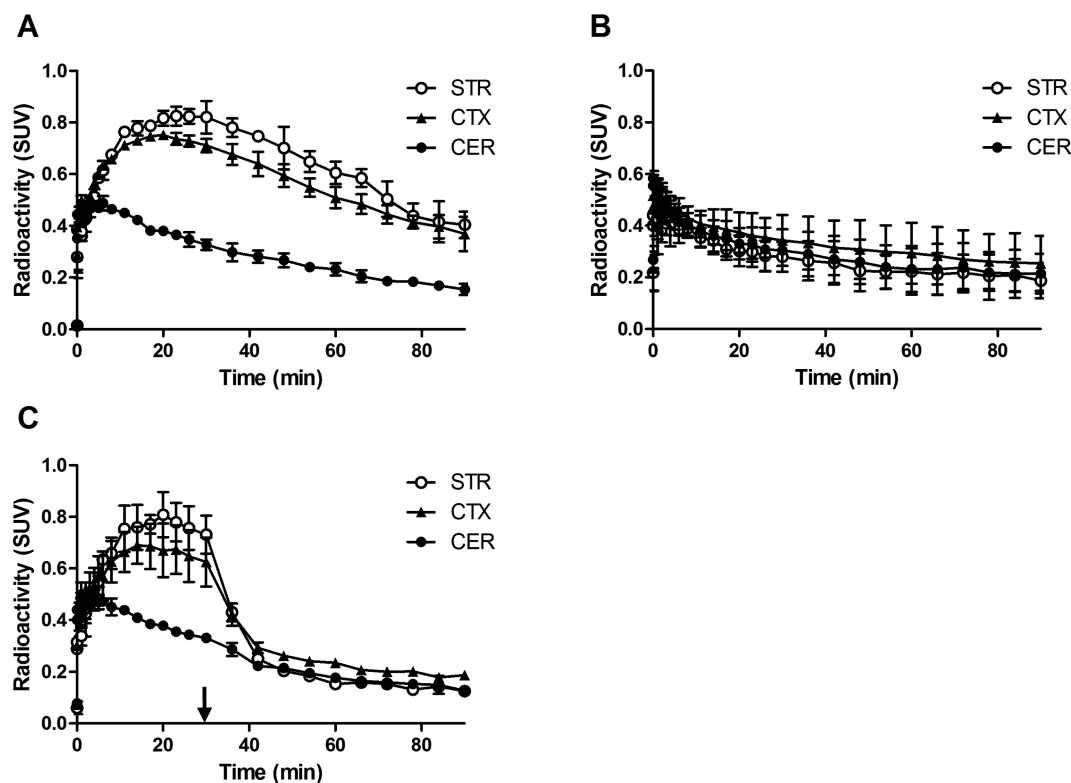 A
1.0
0.8
0.6
0.4
0.2
0.0
Radioactivity (SUV)
STR
CTX
CER
0 20 40 60 80
Time (min)
B
1.0
0.8
0.6
0.4
0.2
0.0
Radioactivity (SUV)
STR
CTX
CER
0 20 40 60 80
Time (min)
C
1.0
0.8
0.6
0.4
0.2
0.0
Radioactivity (SUV)
STR
CTX
CER
0 20 40 60 80
Time (min)